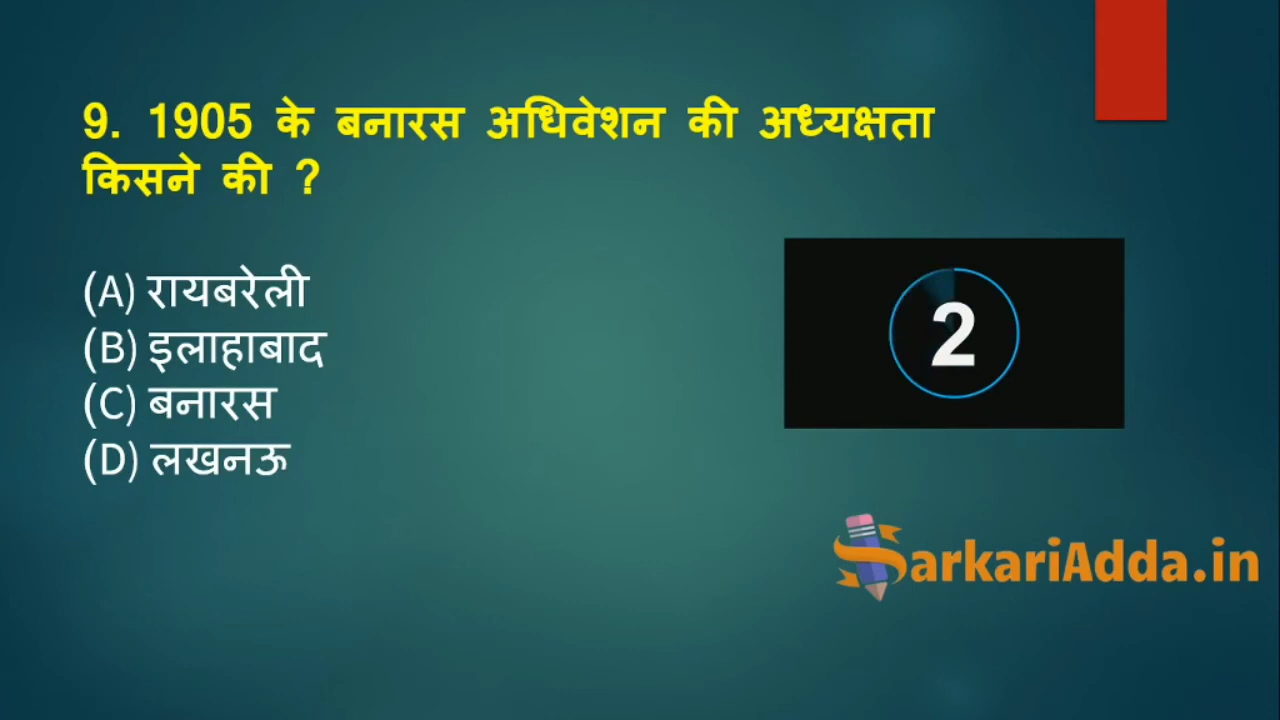 9. 1905 के बनारस अधिवेशन की अध्यक्षता
किसने की ?
(A) रायबरेली
(B) इलाहाबाद
(C) बनारस
(D) लखनऊ
2
SarkariAdda.in